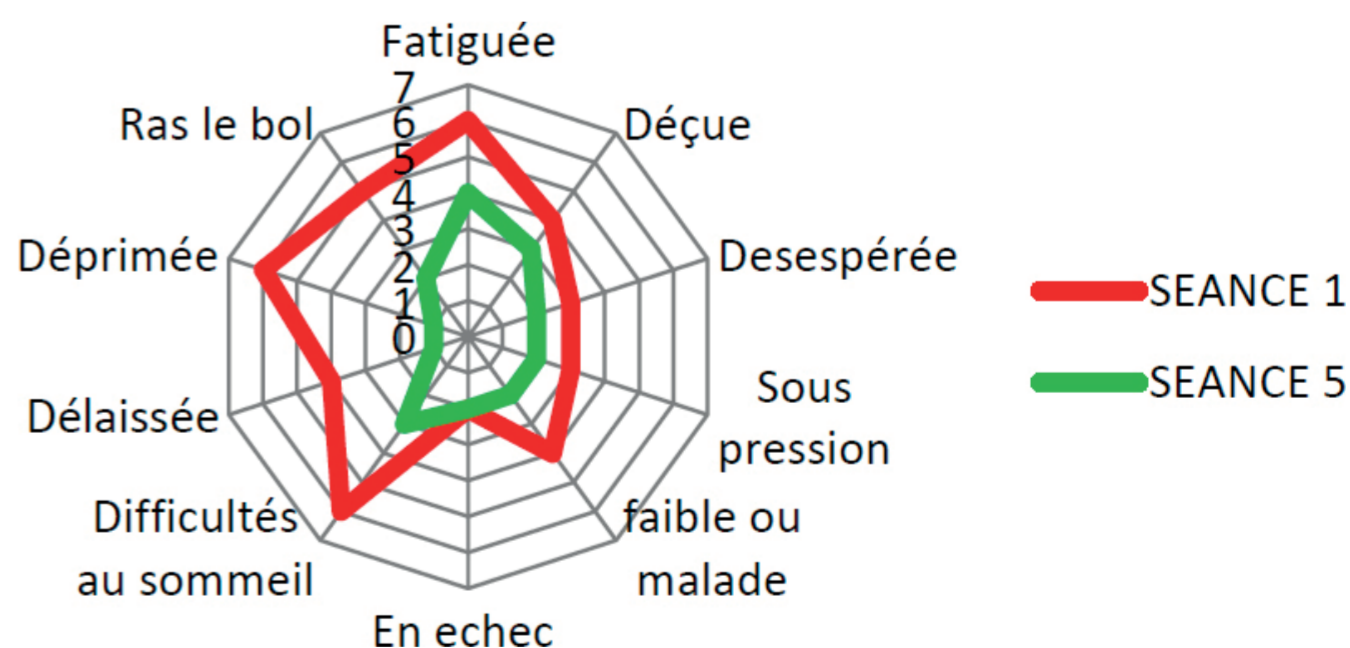 Fatiguée
7
6
5
4
3
2
1
0
Déçue
Desespérée
Sous
pression
faible ou
malade
En echec
Difficultés
au sommeil
Délaissée
Déprimée
Ras le bol
SEANCE 1
SEANCE 5